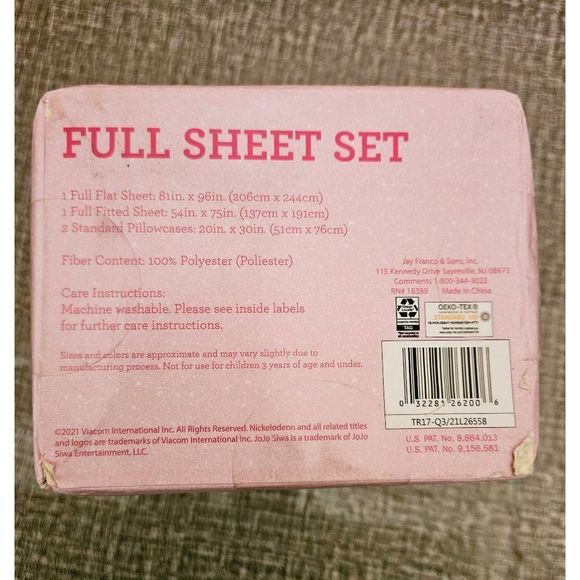 FULL SHEET SET
1 Full Flat Sheet: 81in. x 96in. (206cm x 244cm)
1 Full Fitted Sheet: 54in. x 75in. (137cm x 191cm)
2 Standard Pillowcases: 20in. x 30in. (51cm x 76cm)
Fiber Content: 100% Polyester (Poliester)
Care Instructions:
Machine washable. Please see inside labels
for further care instructions.
Sizes and colors are approximate and may vary slightly due to
manufacturing process. Not for use for children 3 years of age and under.
©2021 Viacom International Inc. All Rights Reserved. Nickelodeon and all related titles
and logos are trademarks of Viacom International Inc. JoJo Siwa is a trademark of JoJo
Siwa Entertainment, LLC.
Jay Franco & Sons, Inc.
115 Kennedy Drive Sayreville, NJ 08872
Comments 1-800-344-3022
RN# 18389 Made in China
TAG
OEKO-TEX®
STANDARD 100
0 32281 26200 6
TR17-Q3/21L26558
U.S. PAT. No. 8,864,013
U.S. PAT. No. 9,156,581